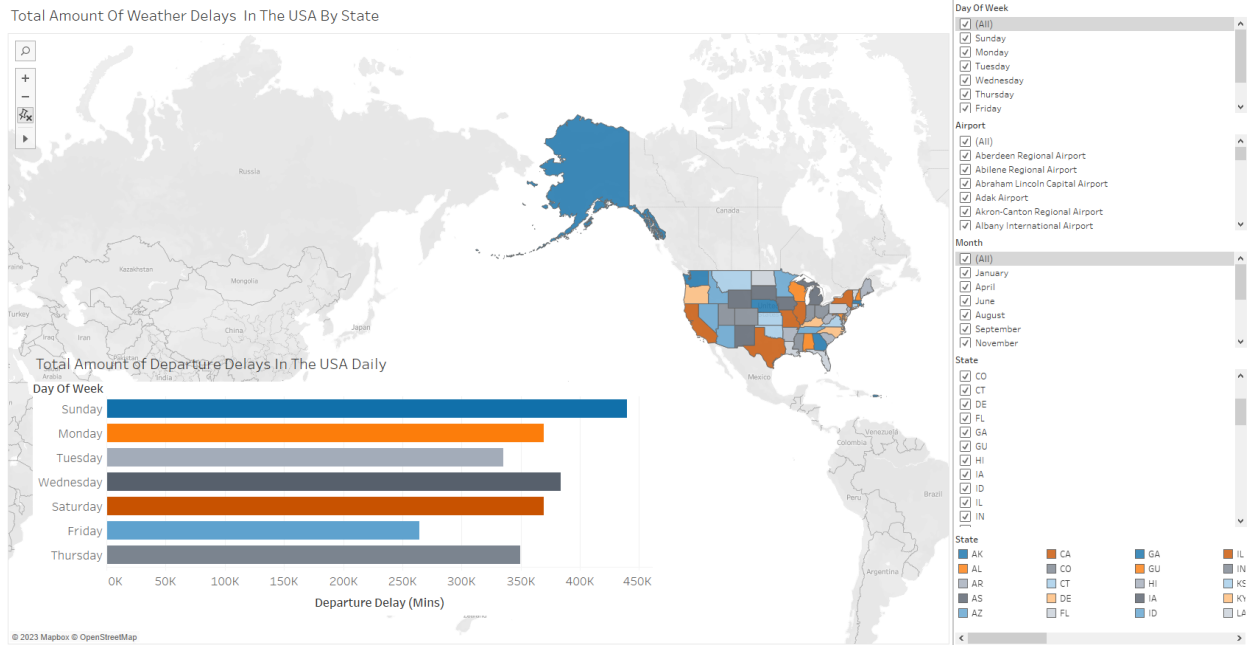 Total Amount Of Weather Delays In The USA By State
Russia
Canada
Kazakhstan
Mongolia
Turkey
China
Japan
Iraq
Iran
Pakistan
Arabia
India
Mexico
Venezuela
Colombia
Peru
Brazil
Argentina
Total Amount of Departure Delays In The USA Daily
Day Of Week
Sunday
Monday
Tuesday
Wednesday
Saturday
Friday
Thursday
0K 50K 100K 150K 200K 250K 300K 350K 400K 450K
Departure Delay (Mins)
© 2023 Mapbox © OpenStreetMap
Day Of Week
(All)
Sunday
Monday
Tuesday
Wednesday
Thursday
Friday
Airport
(All)
Aberdeen Regional Airport
Abilene Regional Airport
Abraham Lincoln Capital Airport
Adak Airport
Akron-Canton Regional Airport
Albany International Airport
Month
(All)
January
April
June
August
September
November
State
CO
CT
DE
FL
GA
GU
HI
IA
ID
IL
IN
State
AK CA GA IL
AL CO GU IN
AR CT HI KS
AS DE IA KY
AZ FL ID LA